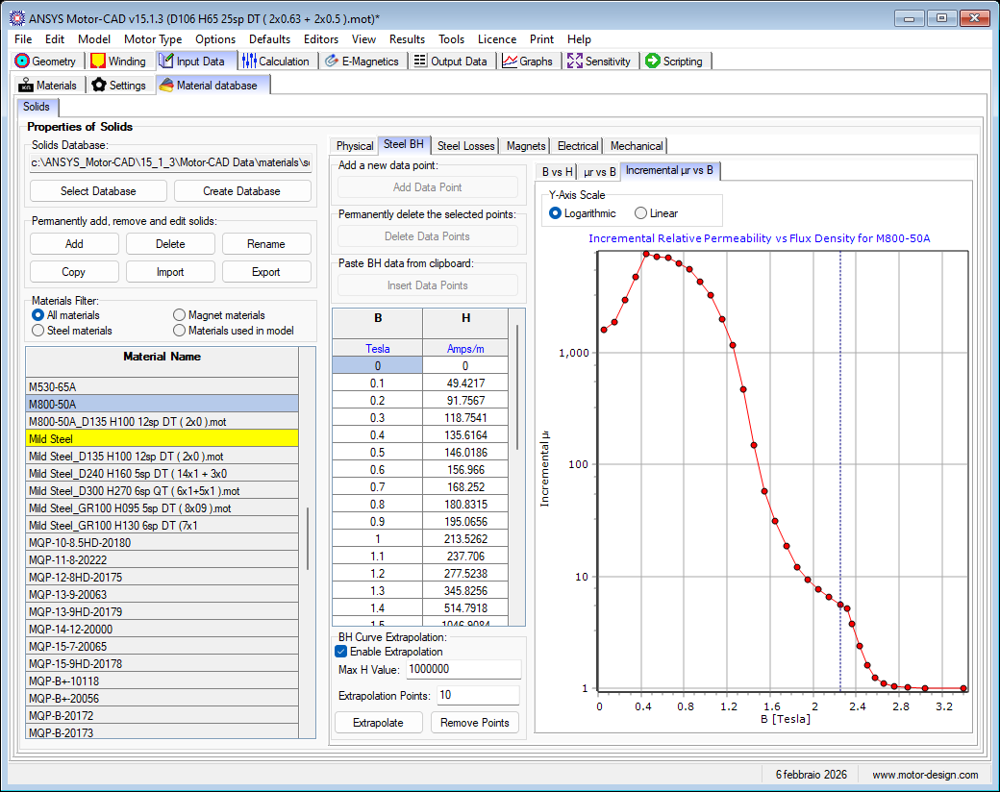 ANSYS Motor-CAD v15.1.3 (D106 H65 25sp DT ( 2x0.63 + 2x0.5 ).mot)*
File Edit Model Motor Type Options Defaults Editors View Results Tools Licence Print Help
Geometry Winding Input Data Calculation E-Magnetics Output Data Graphs Sensitivity Scripting
Materials Settings Material database
Solids
Properties of Solids
Solids Database:
c:\ANSYS_Motor-CAD\15_1_3\Motor-CAD Data\materials\s
Select Database Create Database
Permanently add, remove and edit solids:
Add Delete Rename
Copy Import Export
Materials Filter:
All materials Magnet materials
Steel materials Materials used in model
Material Name
M530-65A
M800-50A
M800-50A_D135 H100 12sp DT ( 2x0 ).mot
Mild Steel
Mild Steel_D135 H100 12sp DT ( 2x0 ).mot
Mild Steel_D240 H160 5sp DT ( 14x1 + 3x0
Mild Steel_D300 H270 6sp QT ( 6x1+5x1 ).mot
Mild Steel_GR100 H095 5sp DT ( 8x09 ).mot
Mild Steel_GR100 H130 6sp DT (7x1
MQP-10-8.5HD-20180
MQP-11-8-20222
MQP-12-8HD-20175
MQP-13-9-20063
MQP-13-9HD-20179
MQP-14-12-20000
MQP-15-7-20065
MQP-15-9HD-20178
MQP-B+-10118
MQP-B+-20056
MQP-B-20172
MQP-B-20173
Physical Steel BH Steel Losses Magnets Electrical Mechanical
Add a new data point:
Add Data Point
Permanently delete the selected points:
Delete Data Points
Paste BH data from clipboard:
Insert Data Points
B H
Tesla Amps/m
0 0
0.1 49.4217
0.2 91.7567
0.3 118.7541
0.4 135.6164
0.5 146.0186
0.6 156.966
0.7 168.252
0.8 180.8315
0.9 195.0656
1 213.5262
1.1 237.706
1.2 277.5238
1.3 345.8256
1.4 514.7918
1.5 1046.9084
BH Curve Extrapolation:
Enable Extrapolation
Max H Value: 1000000
Extrapolation Points: 10
Extrapolate Remove Points
B vs H µr vs B Incremental µr vs B
Y-Axis Scale
Logarithmic Linear
Incremental Relative Permeability vs Flux Density for M800-50A
Incremental µr
1,000
100
10
1
0 0.4 0.8 1.2 1.6 2 2.4 2.8 3.2
B [Tesla]
6 febbraio 2026 www.motor-design.com